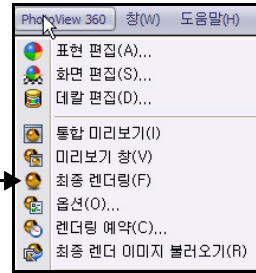 PhotoView 360 창(W) 도움말(H)
표현 편집(A)...
화면 편집(S)...
데칼 편집(D)...
통합 미리보기(I)
미리보기 창(V)
최종 렌더링(F)
옵션(O)...
렌더링 예약(C)...
최종 렌더 이미지 불러오기(R)